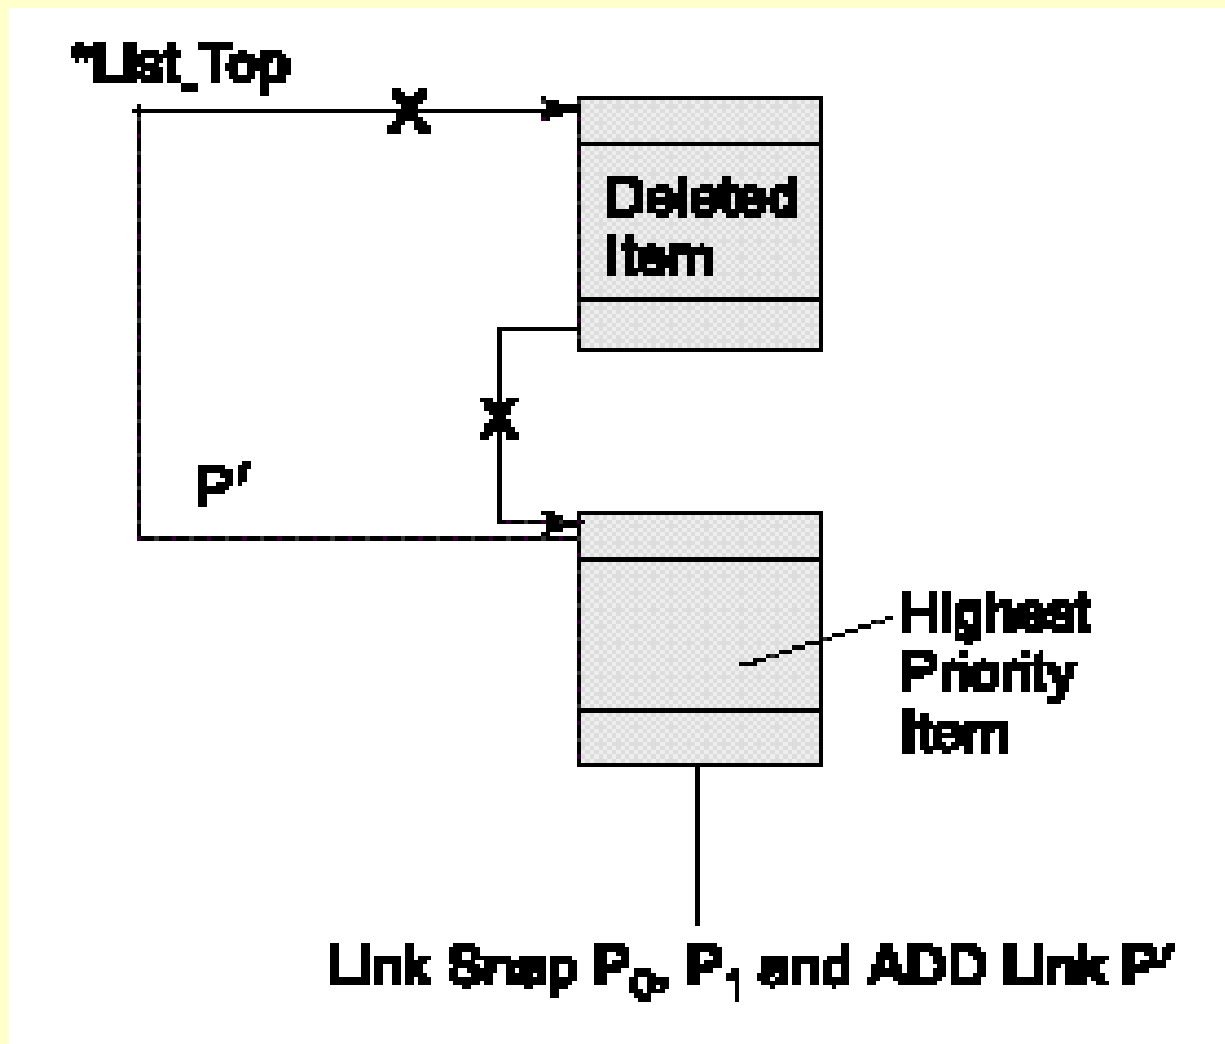 *List_Top
Deleted
Item
P'
Highest
Priority
Item
Link Snap P₀, P₁ and ADD Link P'